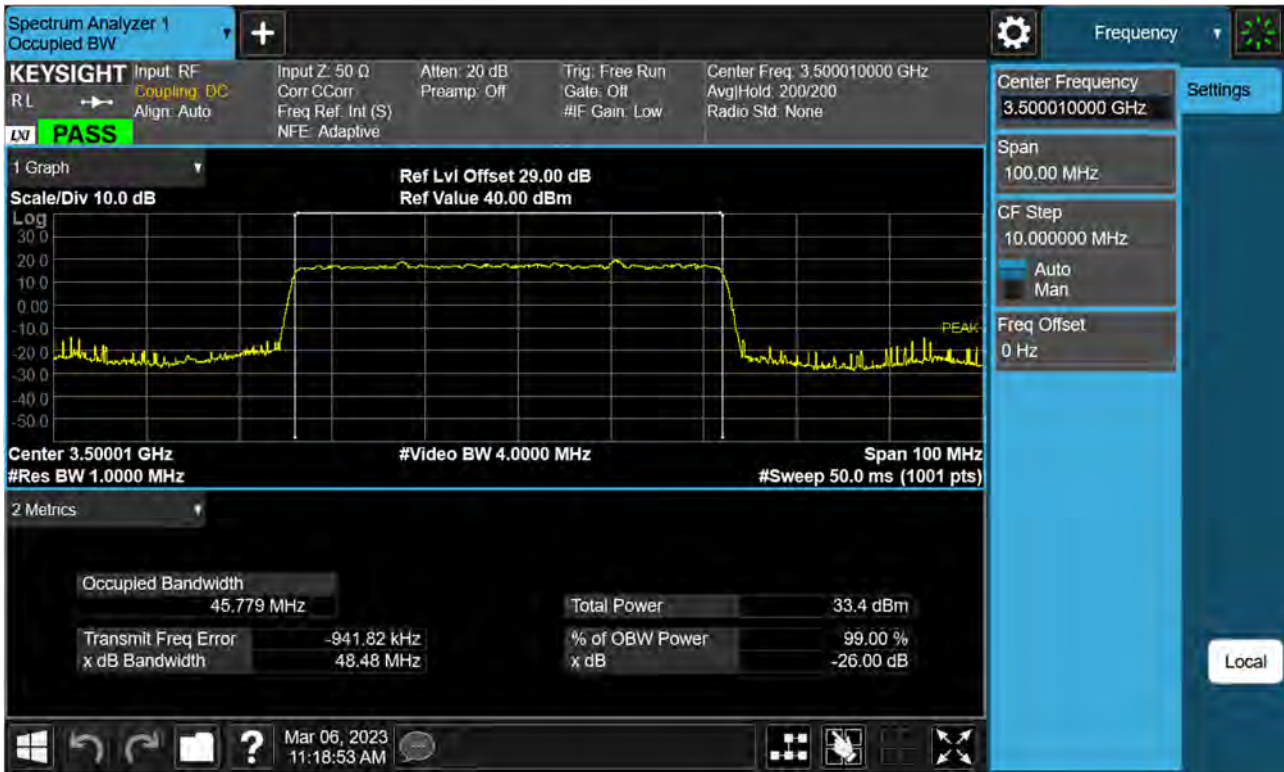 Spectrum Analyzer 1
Occupied BW
Frequency
KEYSIGHT
R L
LXI
PASS
Input: RF
Coupling: DC
Align: Auto
Input Z: 50 Ω
Corr CCorr
Freq Ref: Int (S)
NFE: Adaptive
Atten: 20 dB
Preamp: Off
Trig: Free Run
Gate: Off
#IF Gain: Low
Center Freq: 3.500010000 GHz
Avg|Hold: 200/200
Radio Std: None
Center Frequency
3.500010000 GHz
Settings
Span
100.00 MHz
CF Step
10.000000 MHz
Auto
Man
Freq Offset
0 Hz
Local
1 Graph
Scale/Div 10.0 dB
Ref Lvl Offset 29.00 dB
Ref Value 40.00 dBm
Log
30.0
20.0
10.0
0.00
-10.0
-20.0
-30.0
-40.0
-50.0
PEAK
Center 3.50001 GHz
#Video BW 4.0000 MHz
Span 100 MHz
#Res BW 1.0000 MHz
#Sweep 50.0 ms (1001 pts)
2 Metrics
Occupied Bandwidth
45.779 MHz
Total Power 33.4 dBm
Transmit Freq Error -941.82 kHz
% of OBW Power 99.00 %
x dB Bandwidth 48.48 MHz
x dB -26.00 dB
?
Mar 06, 2023
11:18:53 AM